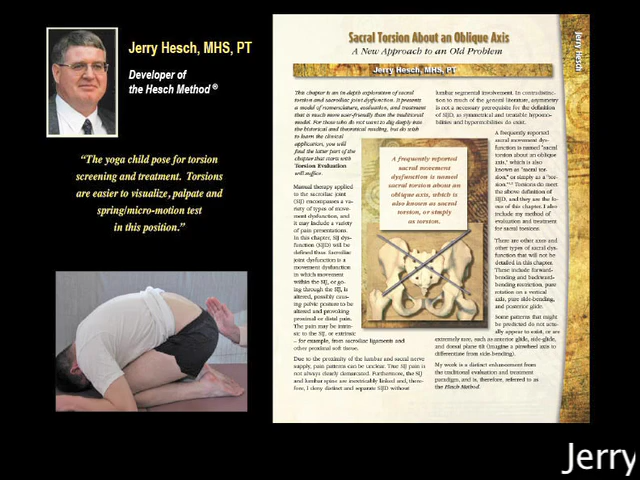 Jerry Hesch, MHS, PT
Developer of
the Hesch Method ®
“The yoga child pose for torsion
screening and treatment. Torsions
are easier to visualize, palpate and
spring/micro-motion test
in this position.”
Sacral Torsion About an Oblique Axis
A New Approach to an Old Problem
Jerry Hesch, MHS, PT
Jerry Hesch
This chapter is an in-depth exploration of sacral
torsion and sacroiliac joint dysfunction. It presents
a model of nomenclature, evaluation, and treatment
that is much more user-friendly than the traditional
model. For those who do not want to dig deeply into
the historical and theoretical reading, but do wish
to learn the clinical
application, you will
find the latter part of the
chapter that starts with
Torsion Evaluation
will suffice.
Manual therapy applied
to the sacroiliac joint
(SIJ) encompasses a va-
riety of types of move-
ment dysfunction, and
it may include a variety
of pain presentations.
In this chapter, SIJ dys-
function (SIJD) will be
defined thus: Sacroiliac
joint dysfunction is a
movement dysfunction
in which movement
within the SIJ, or go-
ing through the SIJ, is
altered, possibly caus-
ing pelvic posture to be
altered and provoking
proximal or distal pain.
The pain may be intrin-
sic to the SIJ, or extrinsic
– for example, from sacroiliac ligaments and
other proximal soft tissue.
Due to the proximity of the lumbar and sacral nerve
supply, pain patterns can be unclear. True SIJ pain is
not always clearly demarcated. Furthermore, the SIJ
and lumbar spine are inextricably linked and, there-
fore, I deny distinct and separate SIJD without
lumbar segmental involvement. In contradistinc-
tion to much of the general literature, asymmetry
is not a necessary prerequisite for the definition
of SIJD, as symmetrical and unstable hypomo-
bilities and hypermobilities do exist.
A frequently reported
sacral movement dys-
function is named "sacral
torsion about an oblique
axis," which is also
known as "sacral tor-
sion," or simply as a "tor-
sion." Torsions do meet
the above definition of
SIJD, and they are the fo-
cus of this chapter. I also
include my method of
evaluation and treatment
for sacral torsions.
There are other axes and
other types of sacral dys-
function that will not be
detailed in this chapter.
These include forward-
bending and backward-
bending motion, pure
rotation on a vertical
axis, pure side-bending,
and posterior glide.
Some patterns that might
be predicted do not actu-
ally appear to exist, or are
extremely rare, such as anterior glide, side-glide,
and dorsal plane tilt (imagine a pinwheel axis to
differentiate from side-bending).
My work is a distinct enhancement from
the traditional evaluation and treatment
paradigm, and is, therefore, referred to as
the Hesch Method.
A frequently reported
sacral movement
dysfunction is named
sacral torsion about an
oblique axis, which is
also known as sacral
torsion, or simply
as torsion.
Jerry